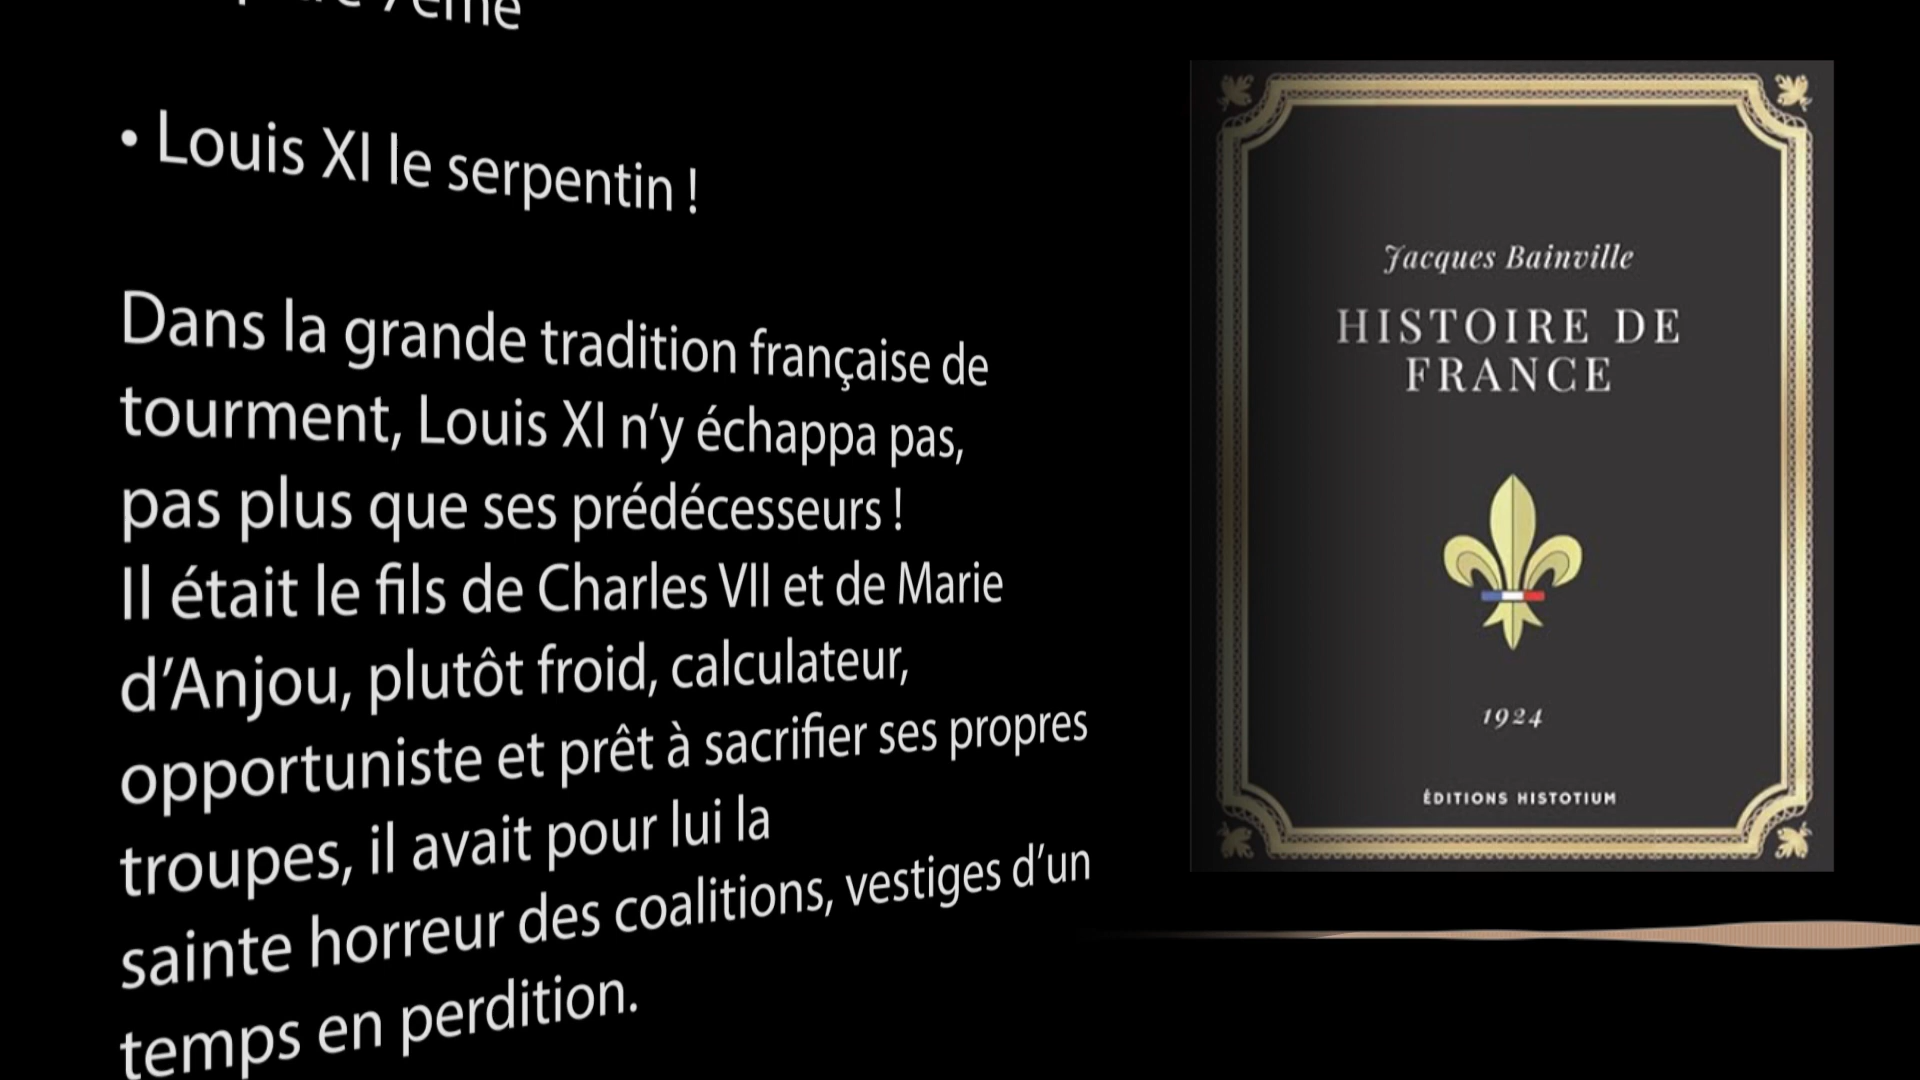 7ème
• Louis XI le serpentin !
Dans la grande tradition française de
tourment, Louis XI n’y échappa pas,
pas plus que ses prédécesseurs !
Il était le fils de Charles VII et de Marie
d’Anjou, plutôt froid, calculateur,
opportuniste et prêt à sacrifier ses propres
troupes, il avait pour lui la
sainte horreur des coalitions, vestiges d’un
temps en perdition.
Jacques Bainville
HISTOIRE DE
FRANCE
1924
ÉDITIONS HISTOTIUM